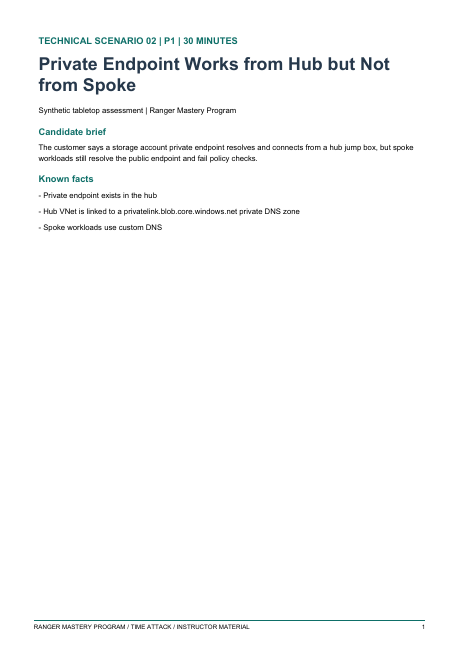 TECHNICAL SCENARIO 02 | P1 | 30 MINUTES
Private Endpoint Works from Hub but Not
from Spoke
Synthetic tabletop assessment | Ranger Mastery Program
Candidate brief
The customer says a storage account private endpoint resolves and connects from a hub jump box, but spoke
workloads still resolve the public endpoint and fail policy checks.
Known facts
- Private endpoint exists in the hub
- Hub VNet is linked to a privatelink.blob.core.windows.net private DNS zone
- Spoke workloads use custom DNS
RANGER MASTERY PROGRAM / TIME ATTACK / INSTRUCTOR MATERIAL 1